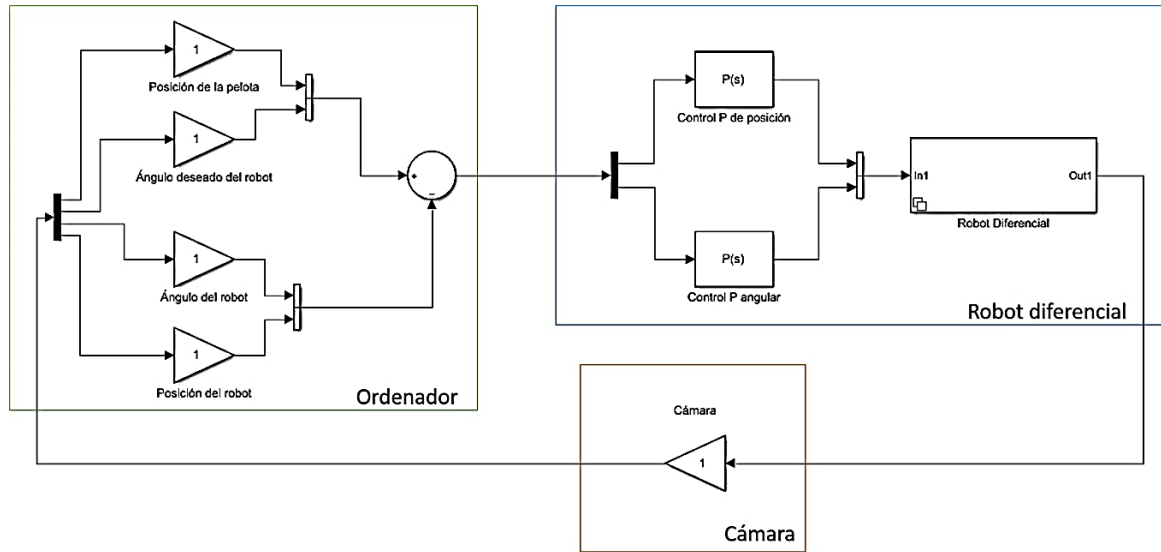 1
Posición de la pelota
1
Ángulo deseado del robot
1
Ángulo del robot
1
Posición del robot
Ordenador
+
−
P(s)
Control P de posición
P(s)
Control P angular
In1
Out1
Robot Diferencial
Robot diferencial
Cámara
1
Cámara